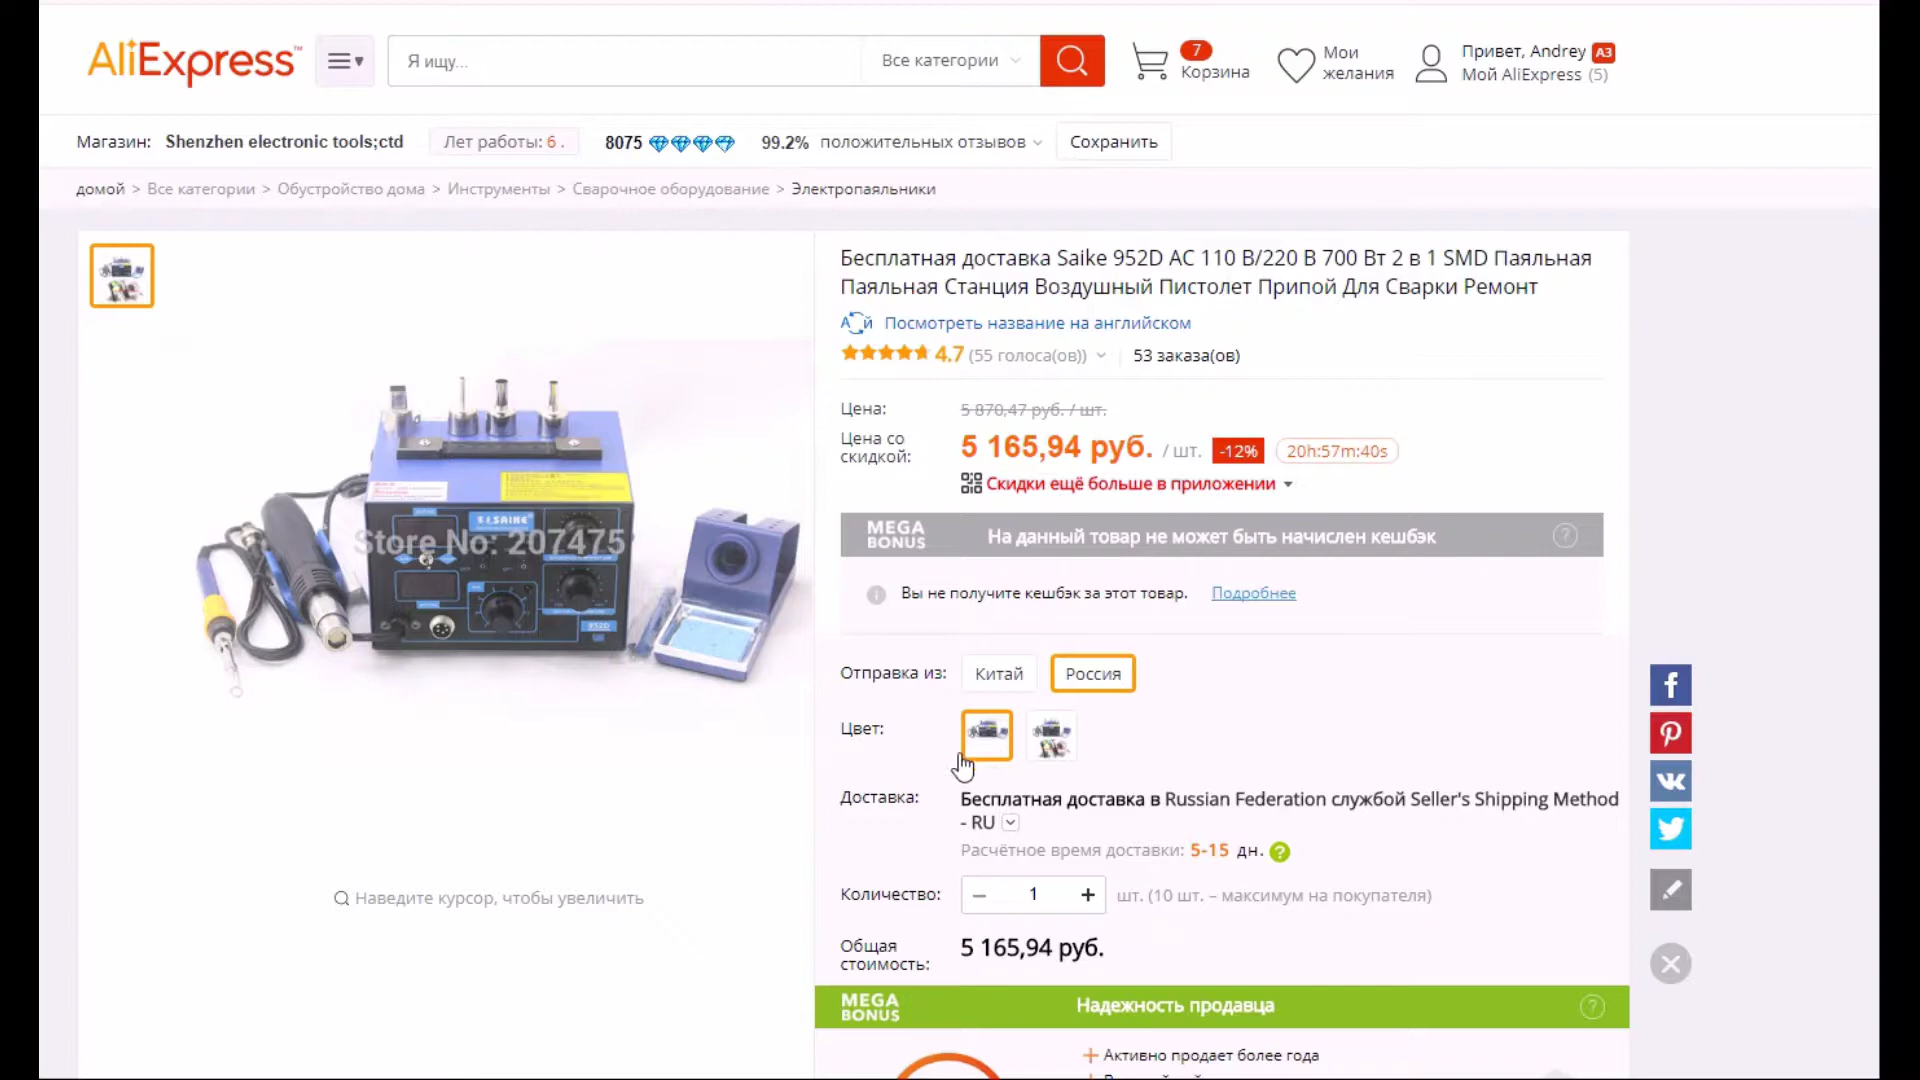 AliExpress™
Я ищу...
Все категории
7
Корзина
Мои
желания
Привет, Andrey A3
Мой AliExpress (5)
Магазин: Shenzhen electronic tools;ctd
Лет работы: 6 .
8075
99.2% положительных отзывов
Сохранить
домой > Все категории > Обустройство дома > Инструменты > Сварочное оборудование > Электропаяльники
Бесплатная доставка Saike 952D AC 110 В/220 В 700 Вт 2 в 1 SMD Паяльная
Паяльная Станция Воздушный Пистолет Припой Для Сварки Ремонт
Посмотреть название на английском
4.7 (55 голоса(ов))
53 заказа(ов)
Цена: 5 870,47 руб. / шт.
Цена со
скидкой:
5 165,94 руб. / шт. -12% 20h:57m:40s
Скидки ещё больше в приложении
SAIKE
Store No: 207475
952D
MEGA
BONUS
На данный товар не может быть начислен кешбэк
?
Вы не получите кешбэк за этот товар. Подробнее
Отправка из: Китай Россия
Цвет:
Доставка: Бесплатная доставка в Russian Federation службой Seller's Shipping Method
- RU
Расчётное время доставки: 5-15 дн. ?
Наведите курсор, чтобы увеличить
Количество: − 1 + шт. (10 шт. – максимум на покупателя)
Общая
стоимость:
5 165,94 руб.
MEGA
BONUS
Надежность продавца
?
+ Активно продает более года